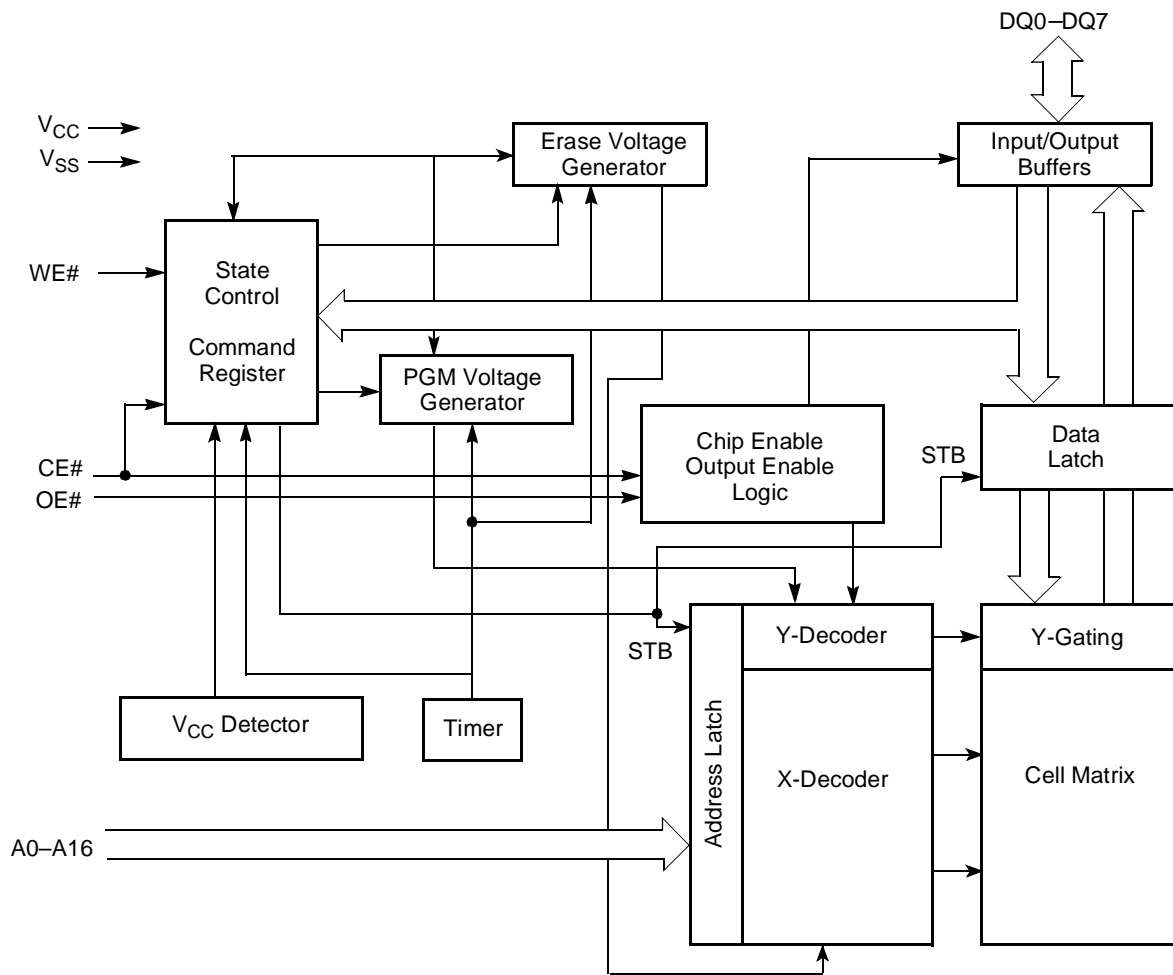 DQ0–DQ7
VCC
VSS
Erase Voltage
Generator
Input/Output
Buffers
WE#
State
Control
Command
Register
PGM Voltage
Generator
Chip Enable
Output Enable
Logic
STB
Data
Latch
CE#
OE#
STB
Y-Decoder
Y-Gating
VCC Detector
Timer
Address Latch
X-Decoder
Cell Matrix
A0–A16